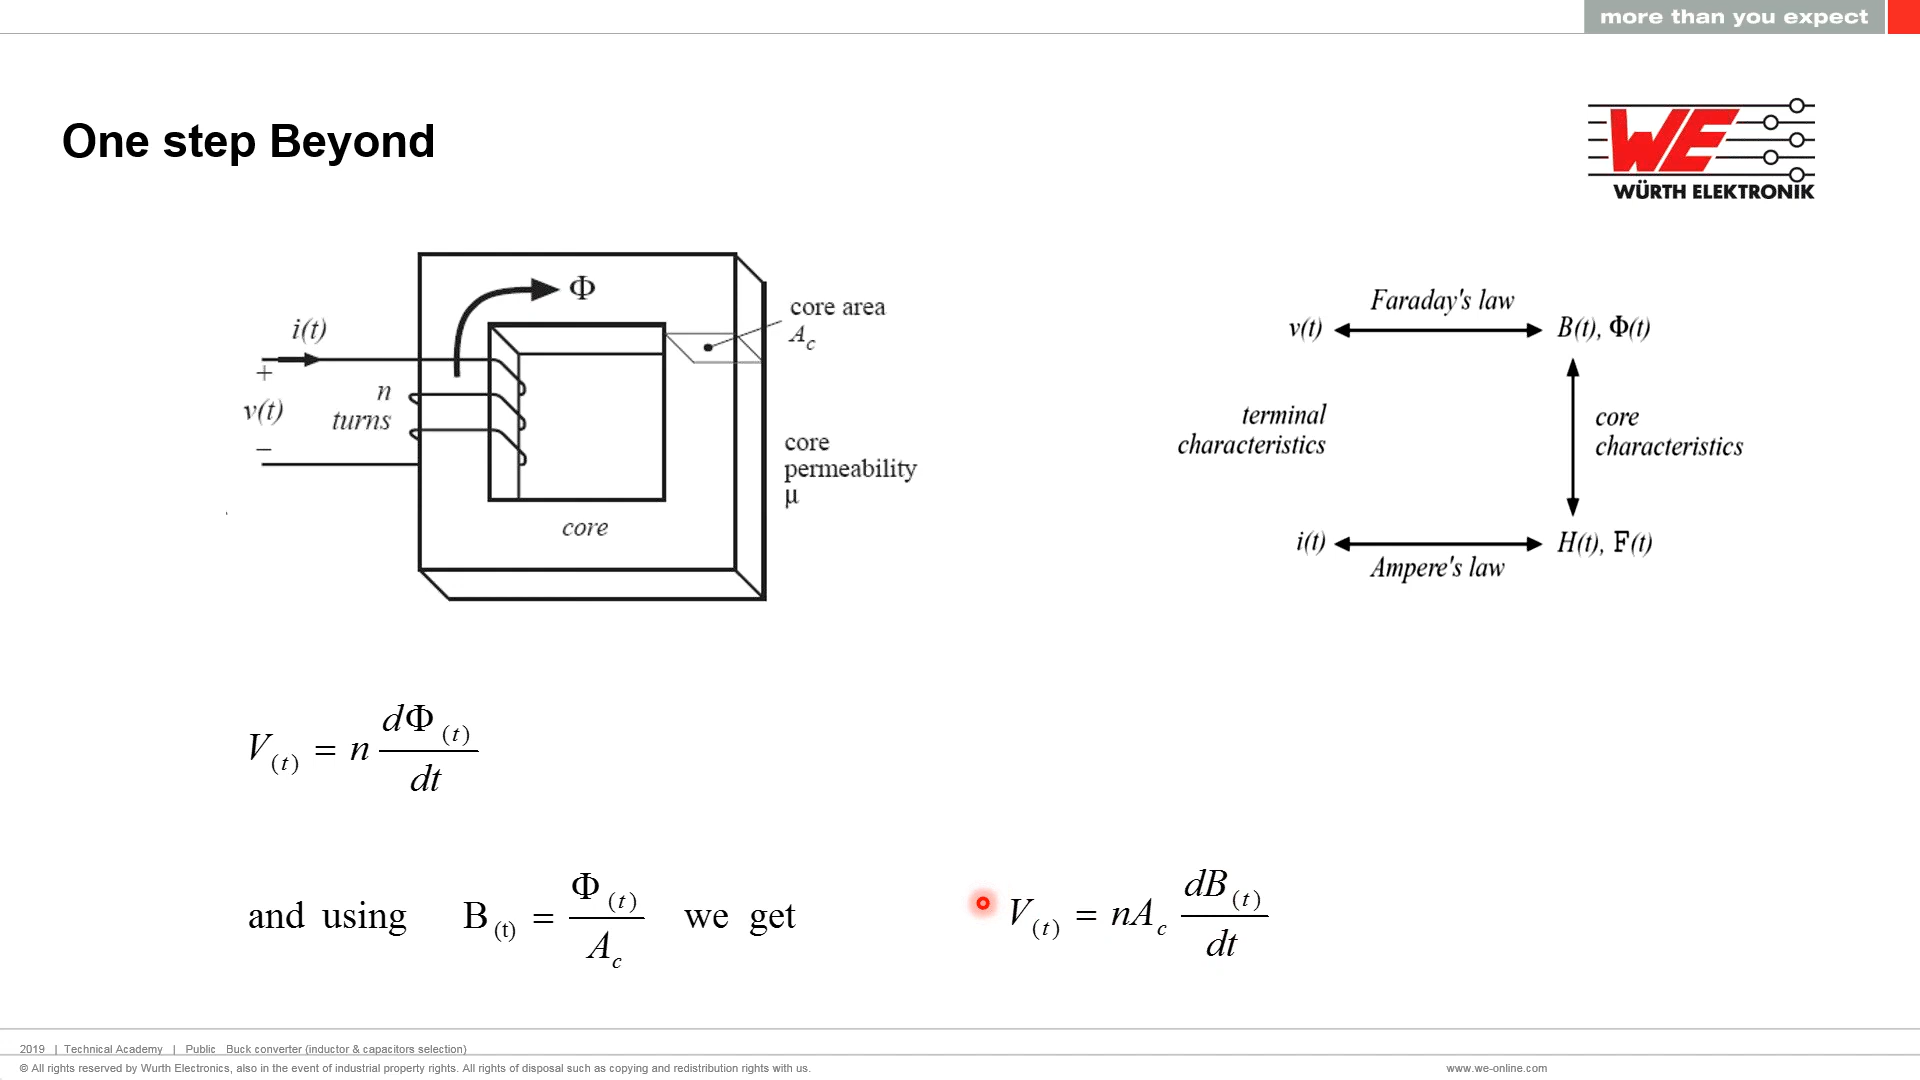 more than you expect
One step Beyond
WE
WÜRTH ELEKTRONIK
Φ
core area
A_c
i(t)
+
n
turns
v(t)
–
core
permeability
μ
core
Faraday's law
v(t)
B(t), Φ(t)
terminal
characteristics
core
characteristics
i(t)
H(t), F(t)
Ampere's law
V_(t) = n dΦ_(t) / dt
and using B_(t) = Φ_(t) / A_c we get V_(t) = nA_c dB_(t) / dt
2019 | Technical Academy | Public Buck converter (inductor & capacitors selection)
© All rights reserved by Wurth Electronics, also in the event of industrial property rights. All rights of disposal such as copying and redistribution rights with us.
www.we-online.com